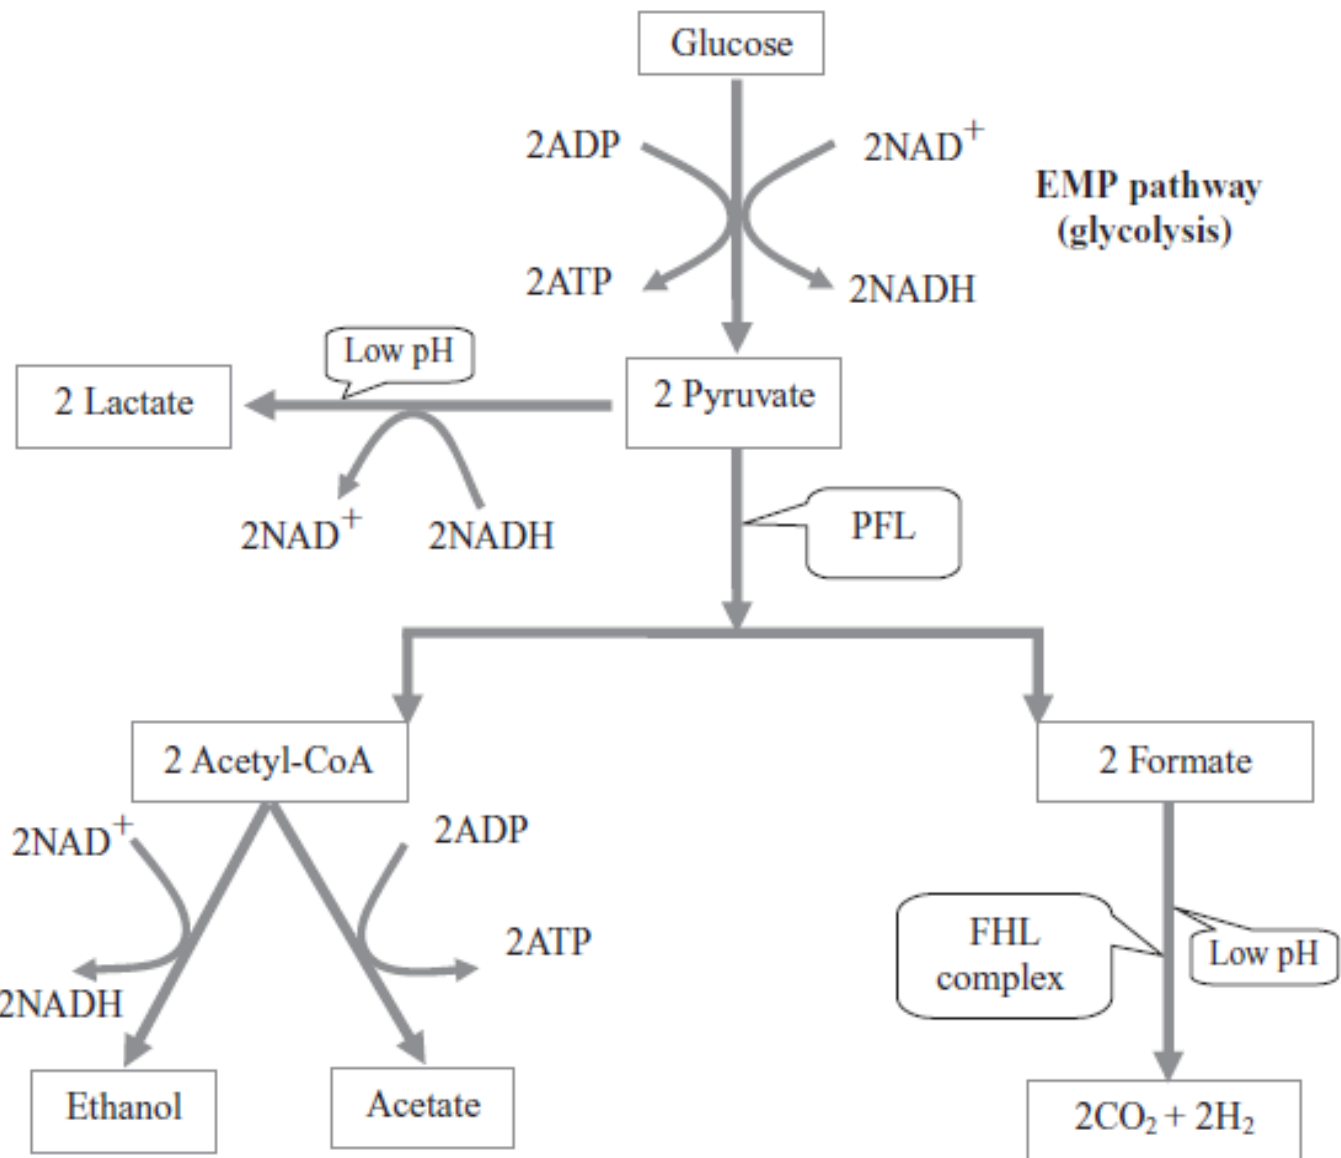 Glucose
2ADP
2NAD+
EMP pathway
(glycolysis)
2ATP
2NADH
Low pH
2 Lactate
2 Pyruvate
2NAD+
2NADH
PFL
2 Acetyl-CoA
2 Formate
2NAD+
2ADP
2ATP
2NADH
FHL
complex
Low pH
Ethanol
Acetate
2CO₂ + 2H₂